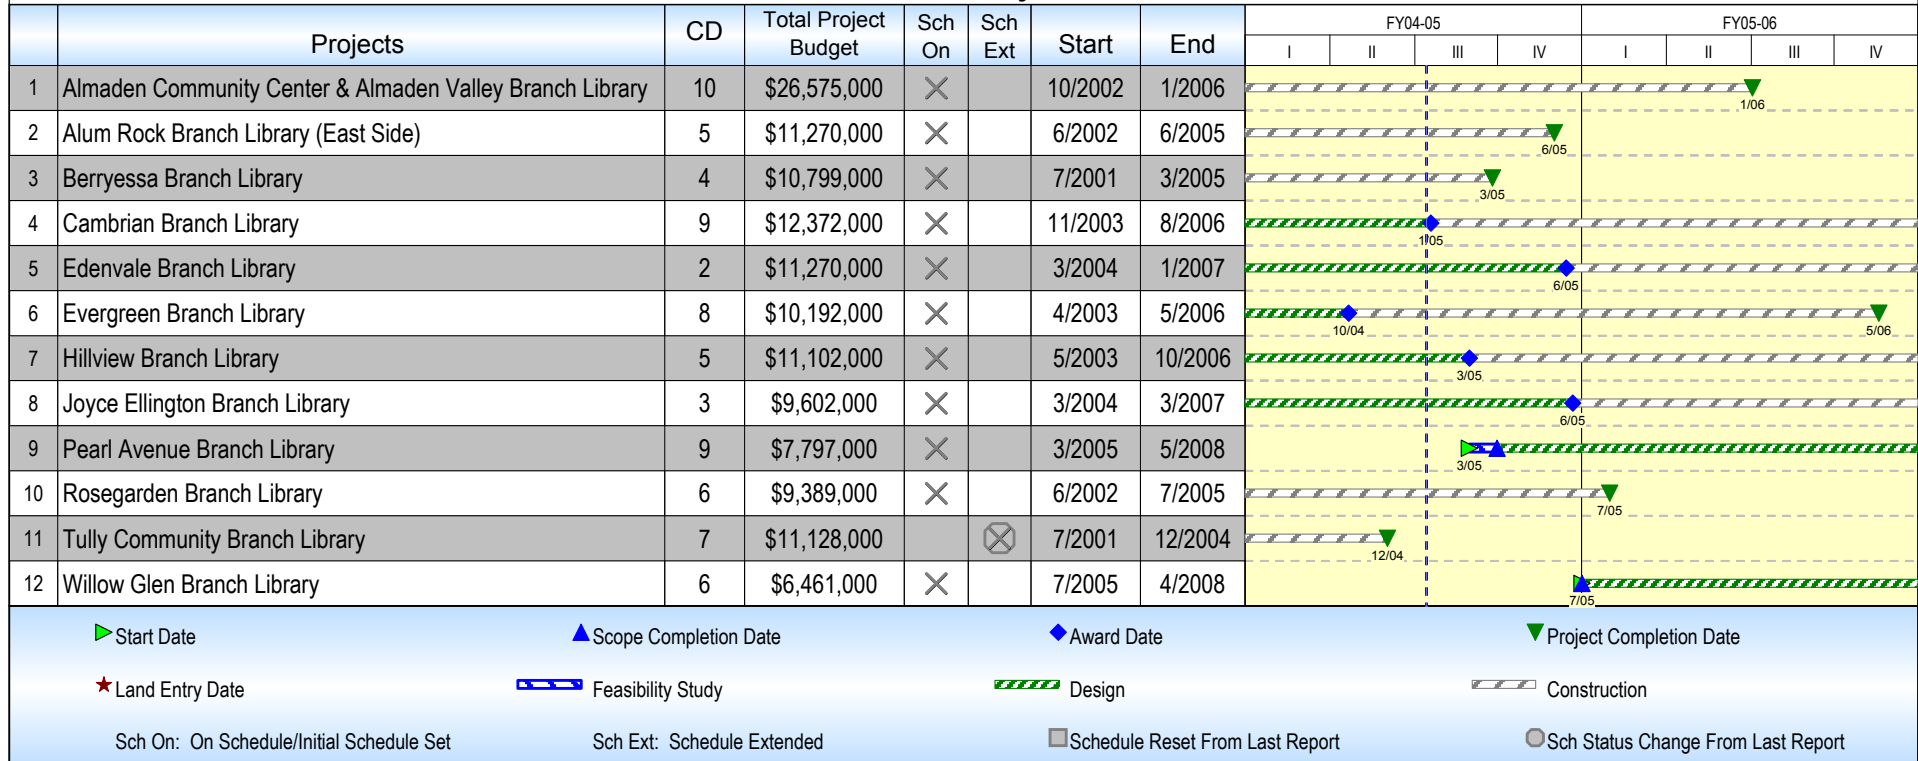 Projects CD Total Project Budget Sch On Sch Ext Start End FY04-05 FY05-06
I II III IV I II III IV
1 Almaden Community Center & Almaden Valley Branch Library 10 $26,575,000 X 10/2002 1/2006 1/06
2 Alum Rock Branch Library (East Side) 5 $11,270,000 X 6/2002 6/2005 6/05
3 Berryessa Branch Library 4 $10,799,000 X 7/2001 3/2005 3/05
4 Cambrian Branch Library 9 $12,372,000 X 11/2003 8/2006 1/05
5 Edenvale Branch Library 2 $11,270,000 X 3/2004 1/2007 6/05
6 Evergreen Branch Library 8 $10,192,000 X 4/2003 5/2006 10/04 5/06
7 Hillview Branch Library 5 $11,102,000 X 5/2003 10/2006 3/05
8 Joyce Ellington Branch Library 3 $9,602,000 X 3/2004 3/2007 6/05
9 Pearl Avenue Branch Library 9 $7,797,000 X 3/2005 5/2008 3/05
10 Rosegarden Branch Library 6 $9,389,000 X 6/2002 7/2005 7/05
11 Tully Community Branch Library 7 $11,128,000 X 7/2001 12/2004 12/04
12 Willow Glen Branch Library 6 $6,461,000 X 7/2005 4/2008 7/05
Start Date Scope Completion Date Award Date Project Completion Date
Land Entry Date Feasibility Study Design Construction
Sch On: On Schedule/Initial Schedule Set Sch Ext: Schedule Extended Schedule Reset From Last Report Sch Status Change From Last Report